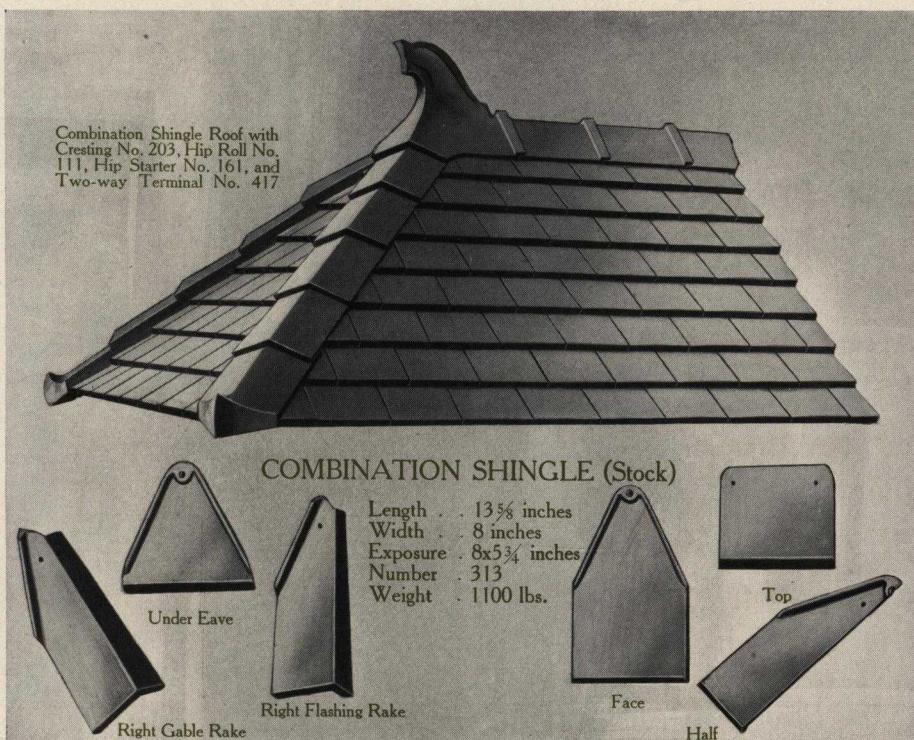 Combination Shingle Roof with
Cresting No. 203, Hip Roll No.
111, Hip Starter No. 161, and
Two-way Terminal No. 417
COMBINATION SHINGLE (Stock)
Length . . 13⅝ inches
Width . . 8 inches
Exposure . 8x5¾ inches
Number . 313
Weight . 1100 lbs.
Under Eave
Top
Right Gable Rake
Right Flashing Rake
Face
Half